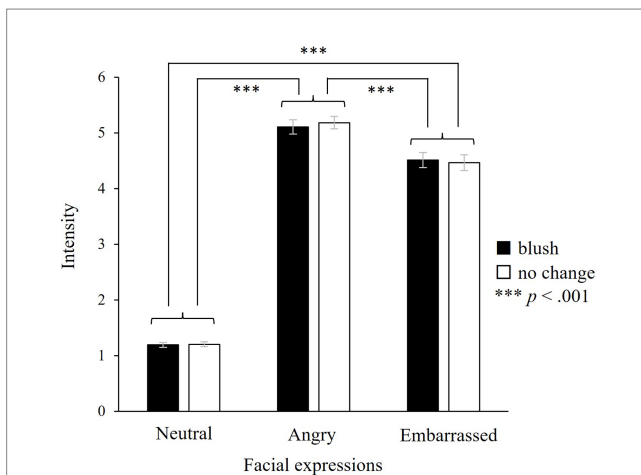 ***
***
***
6
5
4
3
2
1
0
Intensity
blush
no change
*** p < .001
Neutral
Angry
Embarrassed
Facial expressions